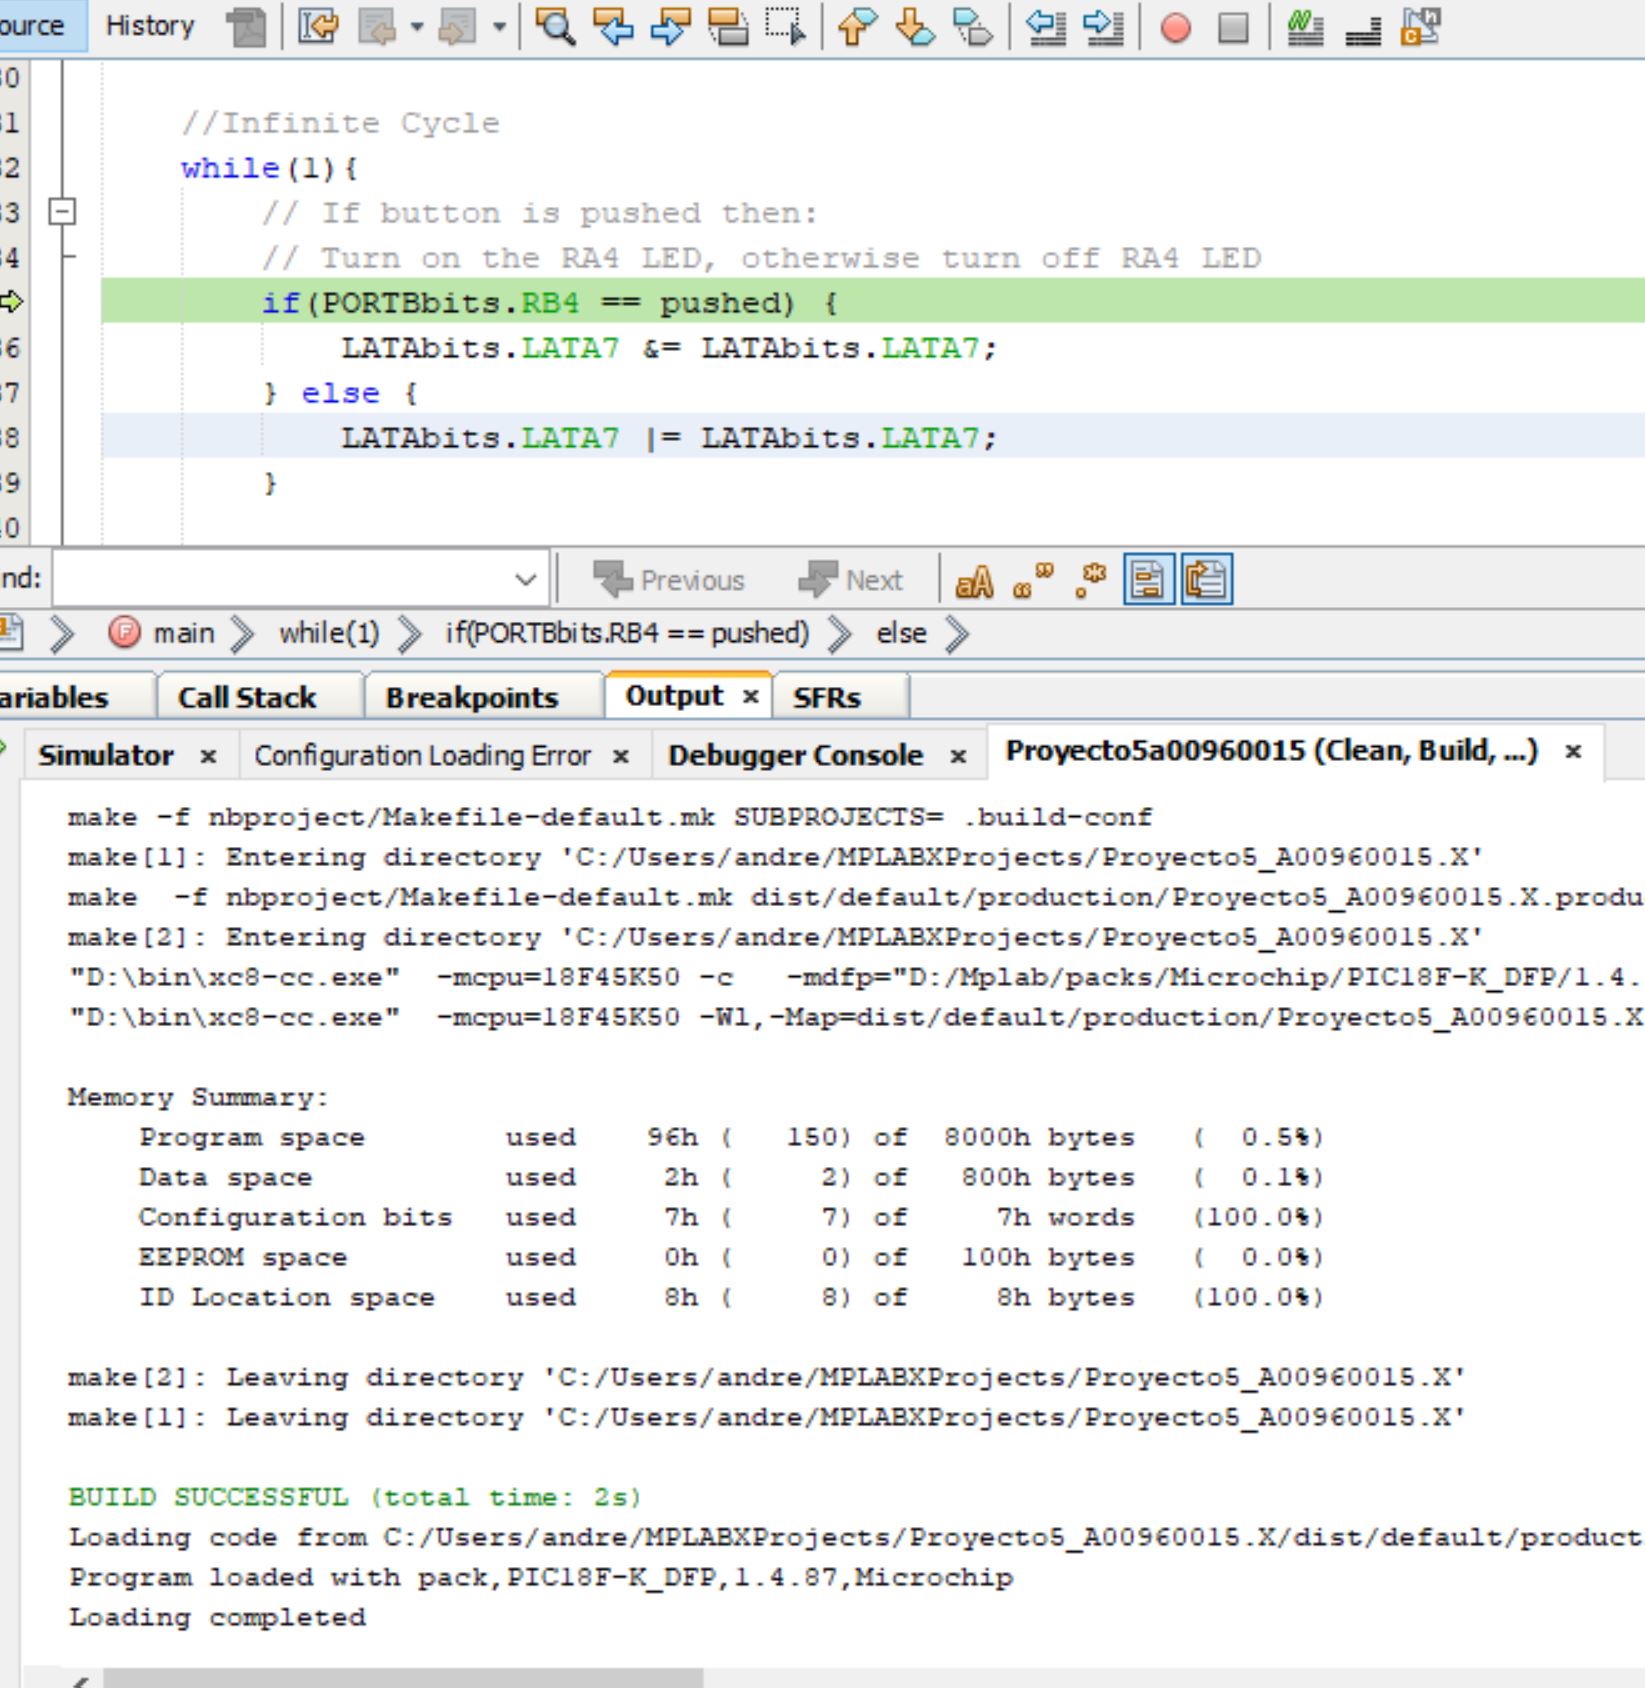 ource History
30
31 //Infinite Cycle
32 while(1){
33 // If button is pushed then:
34 // Turn on the RA4 LED, otherwise turn off RA4 LED
if(PORTBbits.RB4 == pushed) {
36 LATAbits.LATA7 &= LATAbits.LATA7;
37 } else {
38 LATAbits.LATA7 |= LATAbits.LATA7;
39 }
40
nd: Previous Next
main while(1) if(PORTBbits.RB4 == pushed) else
ariables Call Stack Breakpoints Output × SFRs
Simulator × Configuration Loading Error × Debugger Console × Proyecto5a00960015 (Clean, Build, ...) ×
make -f nbproject/Makefile-default.mk SUBPROJECTS= .build-conf
make[1]: Entering directory 'C:/Users/andre/MPLABXProjects/Proyecto5_A00960015.X'
make  -f nbproject/Makefile-default.mk dist/default/production/Proyecto5_A00960015.X.produ
make[2]: Entering directory 'C:/Users/andre/MPLABXProjects/Proyecto5_A00960015.X'
"D:\bin\xc8-cc.exe"  -mcpu=18F45K50 -c   -mdfp="D:/Mplab/packs/Microchip/PIC18F-K_DFP/1.4.
"D:\bin\xc8-cc.exe"  -mcpu=18F45K50 -Wl,-Map=dist/default/production/Proyecto5_A00960015.X
Memory Summary:
Program space used 96h ( 150) of 8000h bytes ( 0.5%)
Data space used 2h ( 2) of 800h bytes ( 0.1%)
Configuration bits used 7h ( 7) of 7h words (100.0%)
EEPROM space used 0h ( 0) of 100h bytes ( 0.0%)
ID Location space used 8h ( 8) of 8h bytes (100.0%)
make[2]: Leaving directory 'C:/Users/andre/MPLABXProjects/Proyecto5_A00960015.X'
make[1]: Leaving directory 'C:/Users/andre/MPLABXProjects/Proyecto5_A00960015.X'
BUILD SUCCESSFUL (total time: 2s)
Loading code from C:/Users/andre/MPLABXProjects/Proyecto5_A00960015.X/dist/default/product
Program loaded with pack,PIC18F-K_DFP,1.4.87,Microchip
Loading completed